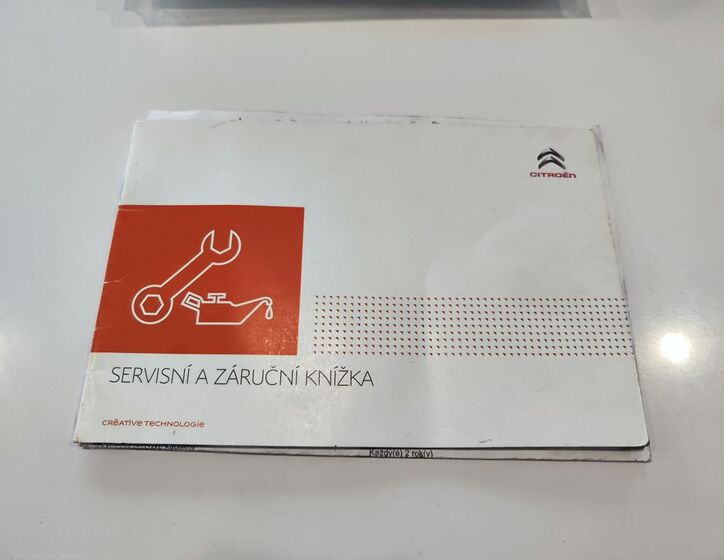 CITROËN
SERVISNÍ A ZÁRUČNÍ KNÍŽKA
CRÉATIVE TECHNOLOGIE
Každý(é) 2 rok(y)